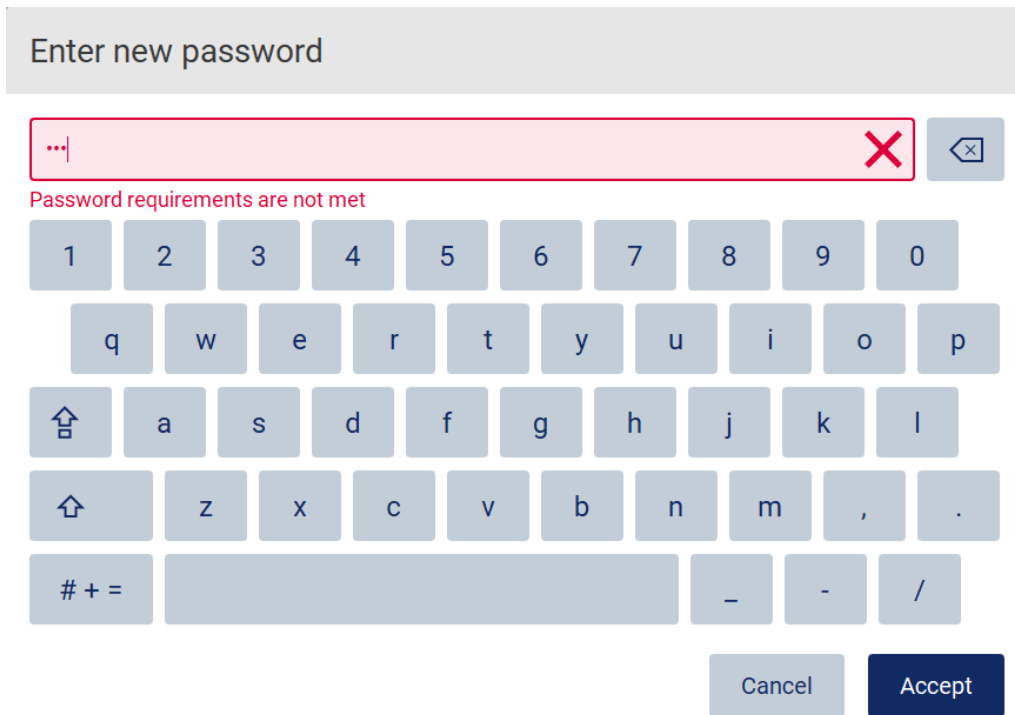 Enter new password
•••
Password requirements are not met
1 2 3 4 5 6 7 8 9 0
q w e r t y u i o p
a s d f g h j k l
z x c v b n m , .
# + = _ - /
Cancel Accept